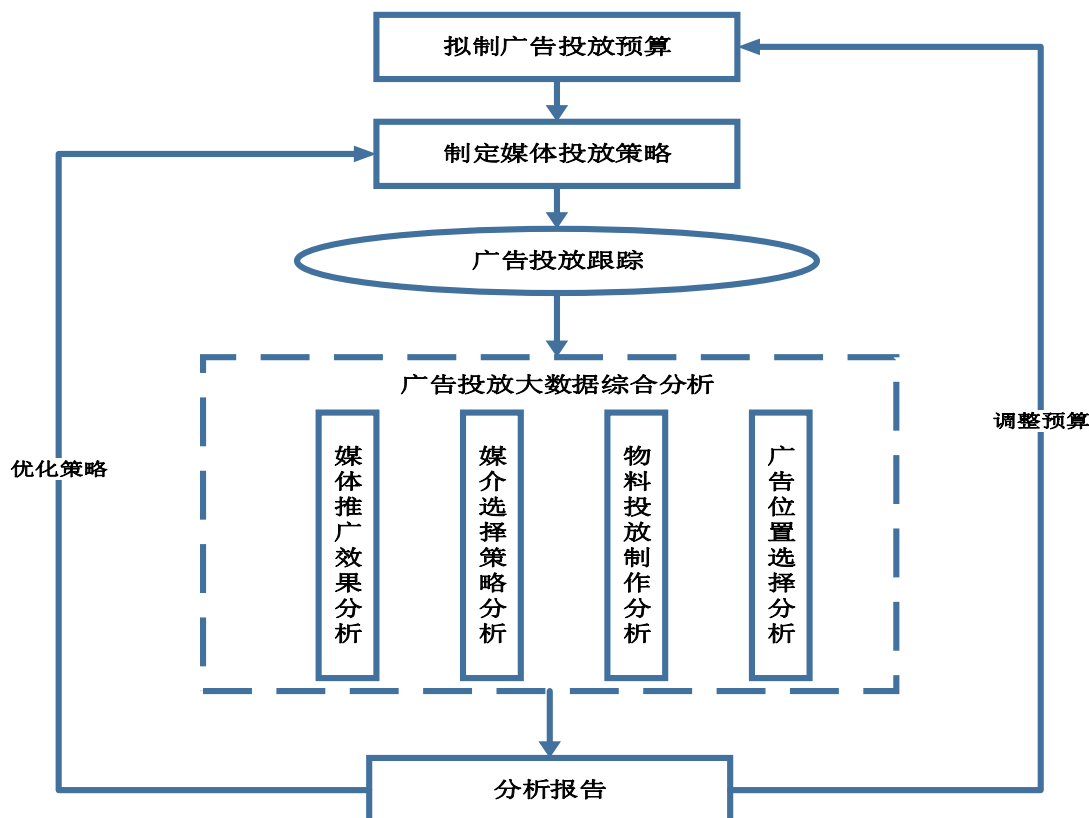 拟制广告投放预算
制定媒体投放策略
广告投放跟踪
广告投放大数据综合分析
媒体推广效果分析
媒介选择策略分析
物料投放制作分析
广告位置选择分析
优化策略
调整预算
分析报告